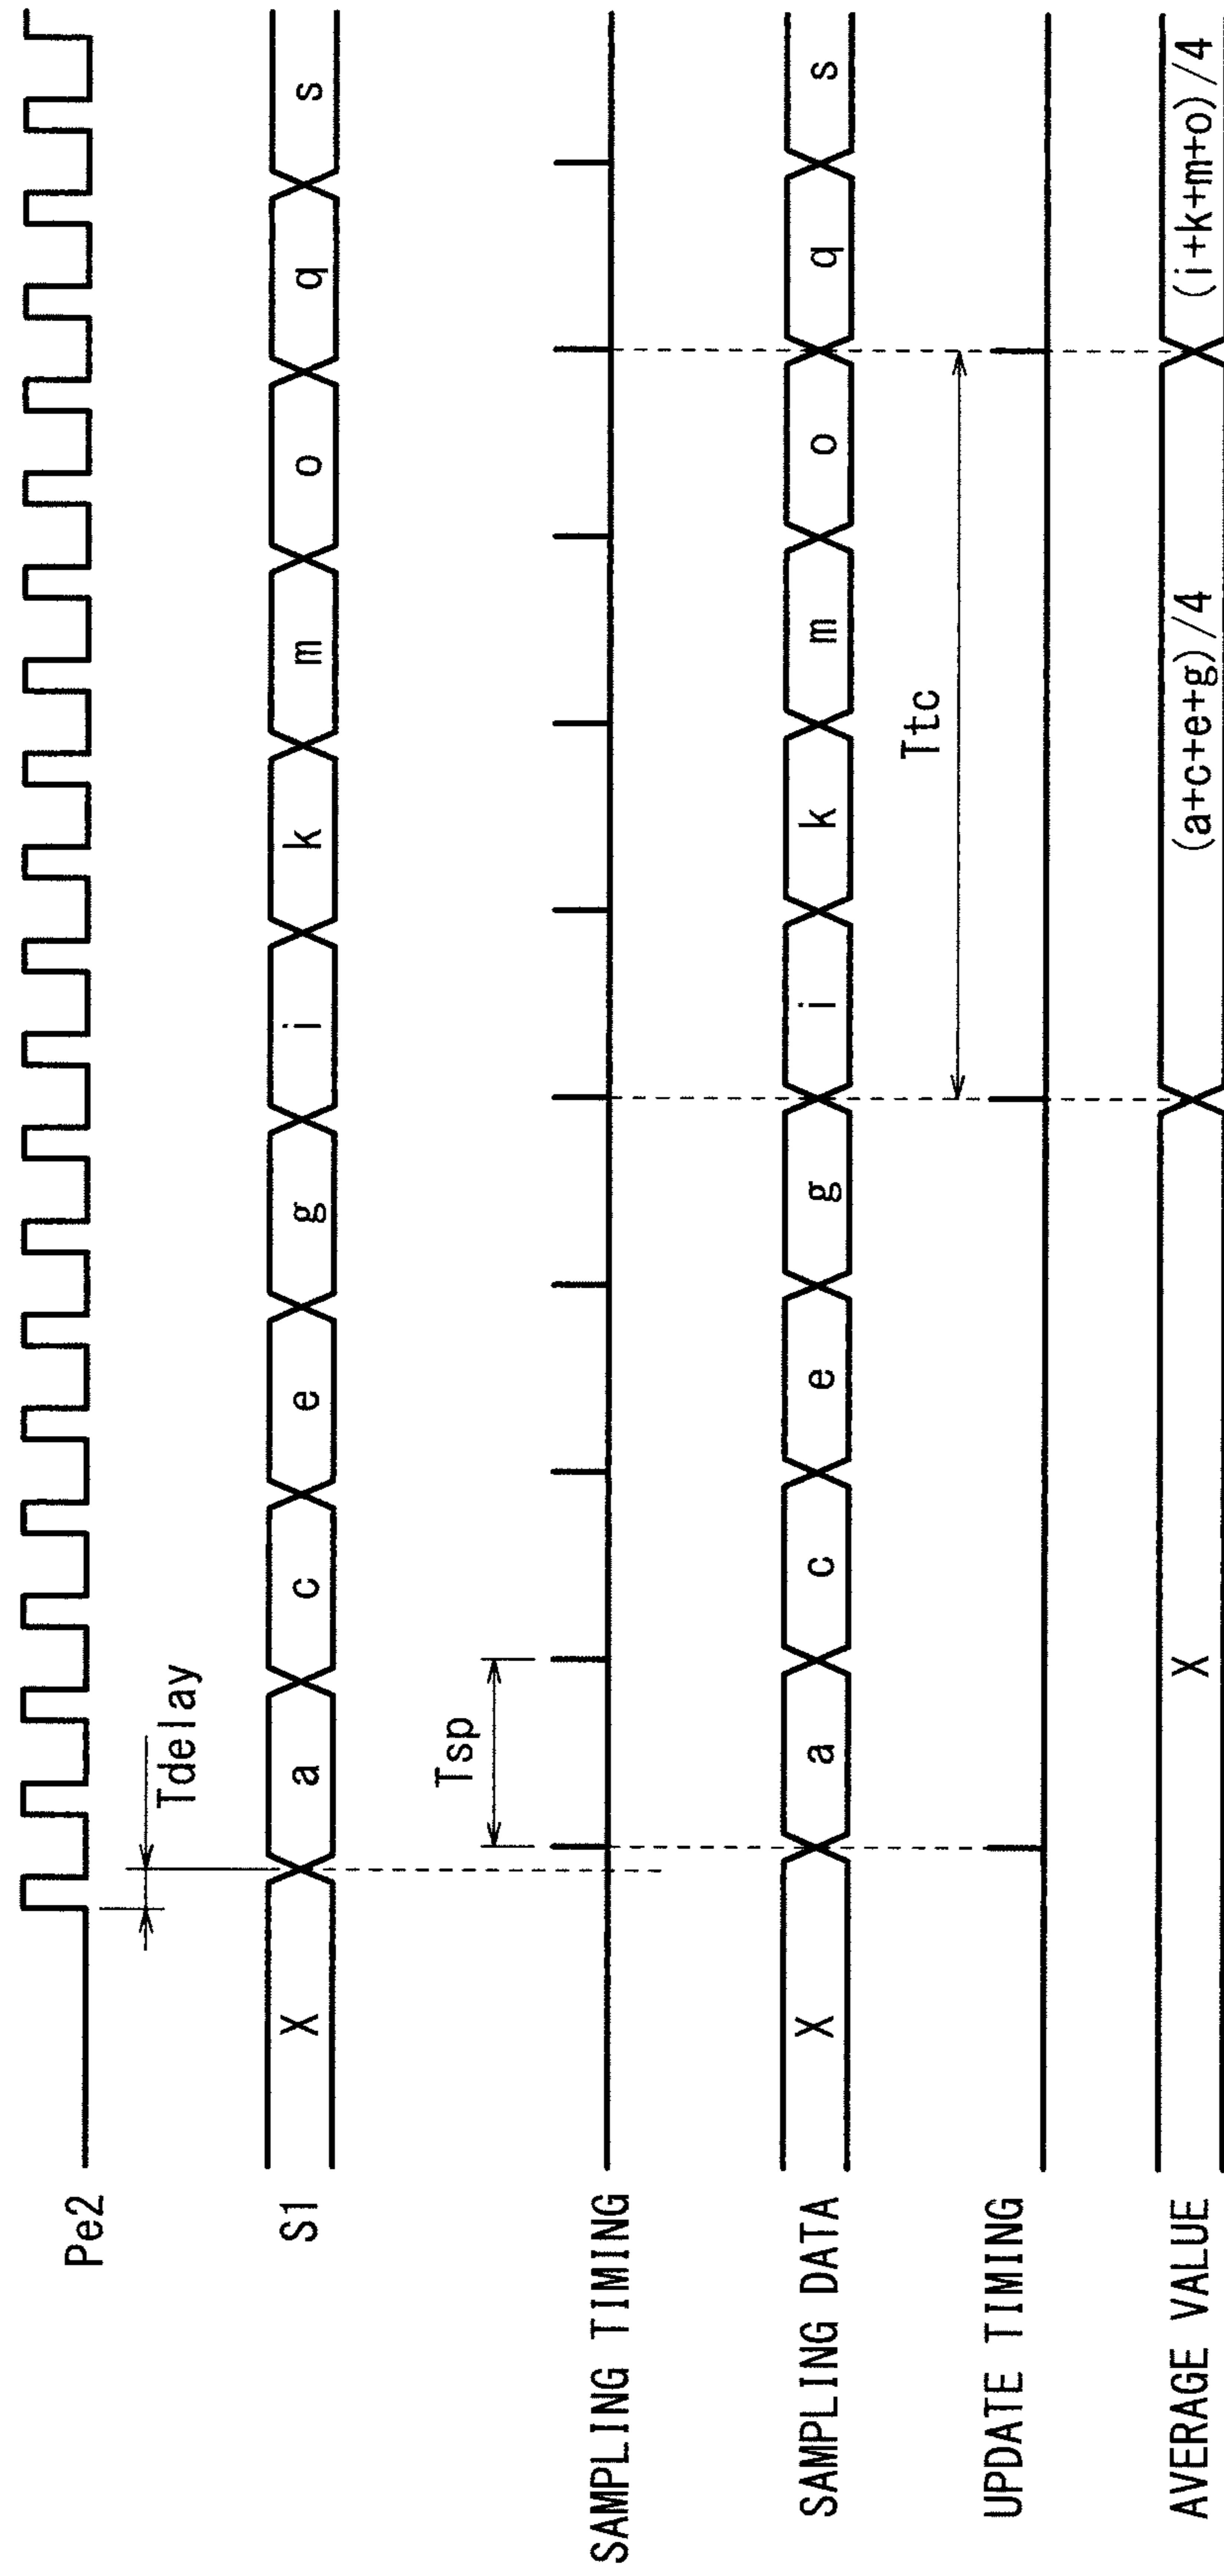 Pe2
Tdelay
S1 X a c e g i k m o q s
Tsp
SAMPLING TIMING
SAMPLING DATA X a c e g i k m o q s
Ttc
UPDATE TIMING
AVERAGE VALUE X (a+c+e+g)/4 (i+k+m+o)/4